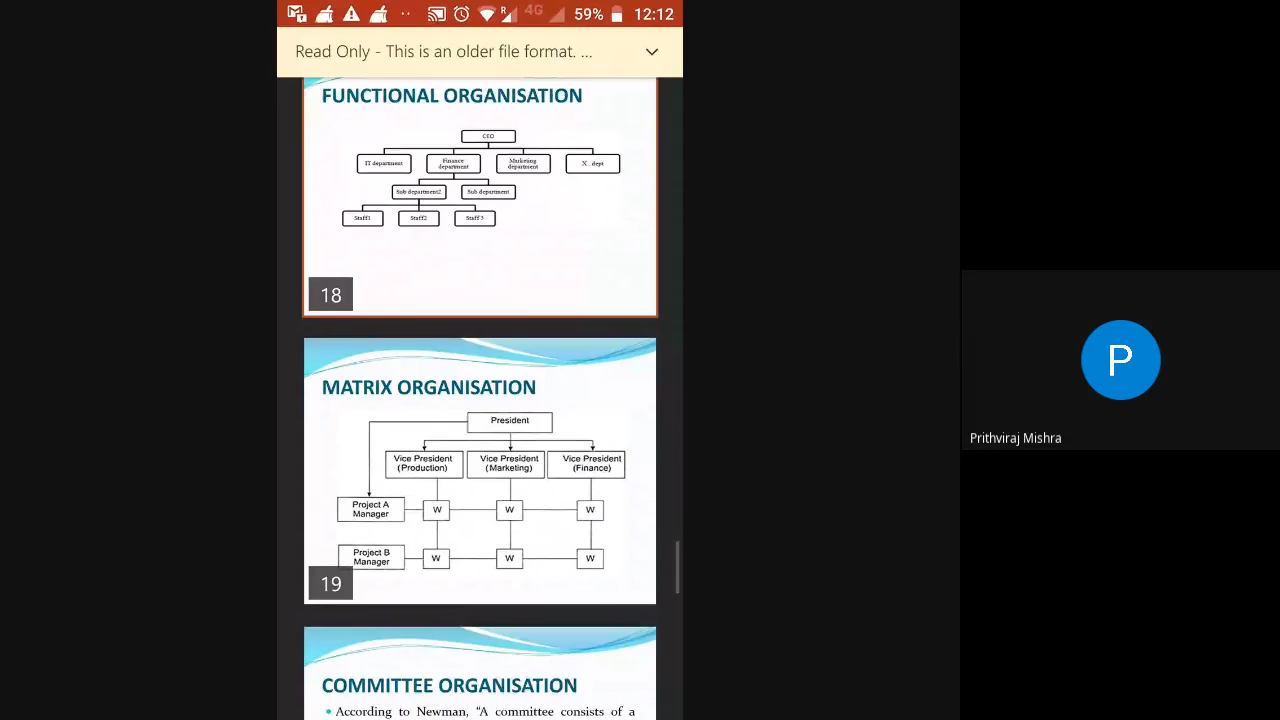 R 4G 59% 12:12
Read Only - This is an older file format. ...
FUNCTIONAL ORGANISATION
CEO
IT department
Finance
department
Marketing
department
X.. dept
Sub department2
Sub department
Staff1
Staff2
Staff 3
18
MATRIX ORGANISATION
President
Vice President
(Production)
Vice President
(Marketing)
Vice President
(Finance)
Project A
Manager
W
W
W
Project B
Manager
W
W
W
19
COMMITTEE ORGANISATION
• According to Newman, “A committee consists of a
P
Prithviraj Mishra